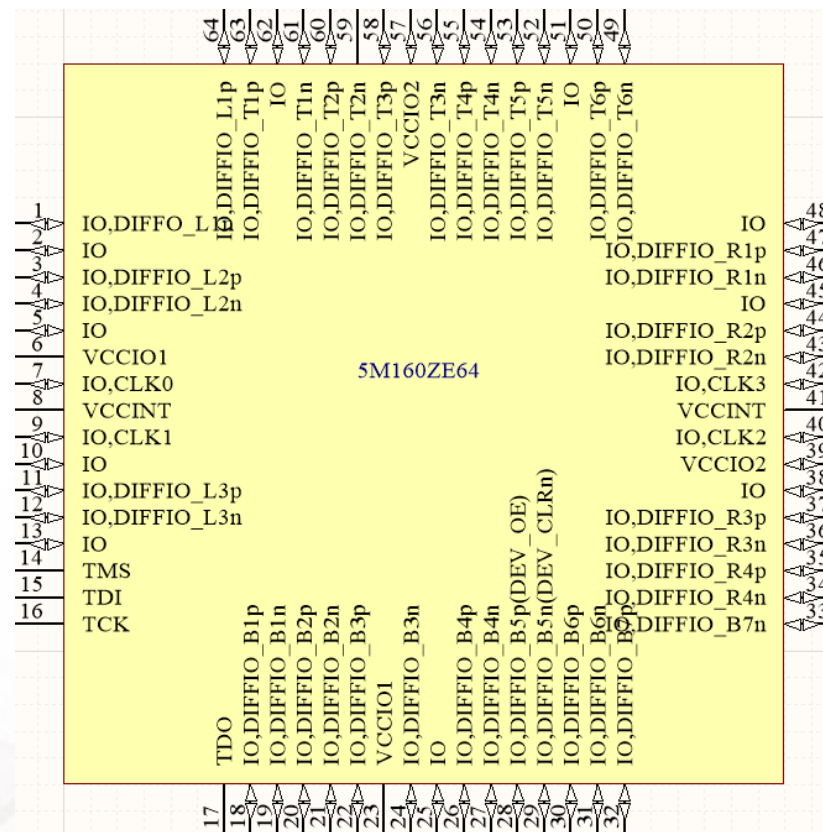 64
63
62
61
60
59
58
57
56
55
54
53
52
51
50
49
IO,DIFFIO_L1p
IO,DIFFIO_T1p
IO
IO,DIFFIO_T1n
IO,DIFFIO_T2p
IO,DIFFIO_T2n
IO,DIFFIO_T3p
VCCIO2
IO,DIFFIO_T3n
IO,DIFFIO_T4p
IO,DIFFIO_T4n
IO,DIFFIO_T5p
IO,DIFFIO_T5n
IO
IO,DIFFIO_T6p
IO,DIFFIO_T6n
1 IO,DIFFO_L1n
2 IO
3 IO,DIFFIO_L2p
4 IO,DIFFIO_L2n
5 IO
6 VCCIO1
7 IO,CLK0
8 VCCINT
9 IO,CLK1
10 IO
11 IO,DIFFIO_L3p
12 IO,DIFFIO_L3n
13 IO
14 TMS
15 TDI
16 TCK
5M160ZE64
IO 48
IO,DIFFIO_R1p 47
IO,DIFFIO_R1n 46
IO 45
IO,DIFFIO_R2p 44
IO,DIFFIO_R2n 43
IO,CLK3 42
VCCINT 41
IO,CLK2 40
VCCIO2 39
IO 38
IO,DIFFIO_R3p 37
IO,DIFFIO_R3n 36
IO,DIFFIO_R4p 35
IO,DIFFIO_R4n 34
IO,DIFFIO_B7n 33
TDO
IO,DIFFIO_B1p
IO,DIFFIO_B1n
IO,DIFFIO_B2p
IO,DIFFIO_B2n
IO,DIFFIO_B3p
VCCIO1
IO,DIFFIO_B3n
IO
IO,DIFFIO_B4p
IO,DIFFIO_B4n
IO,DIFFIO_B5p(DEV_OE)
IO,DIFFIO_B5n(DEV_CLRn)
IO,DIFFIO_B6p
IO,DIFFIO_B6n
IO,DIFFIO_B7p
17
18
19
20
21
22
23
24
25
26
27
28
29
30
31
32